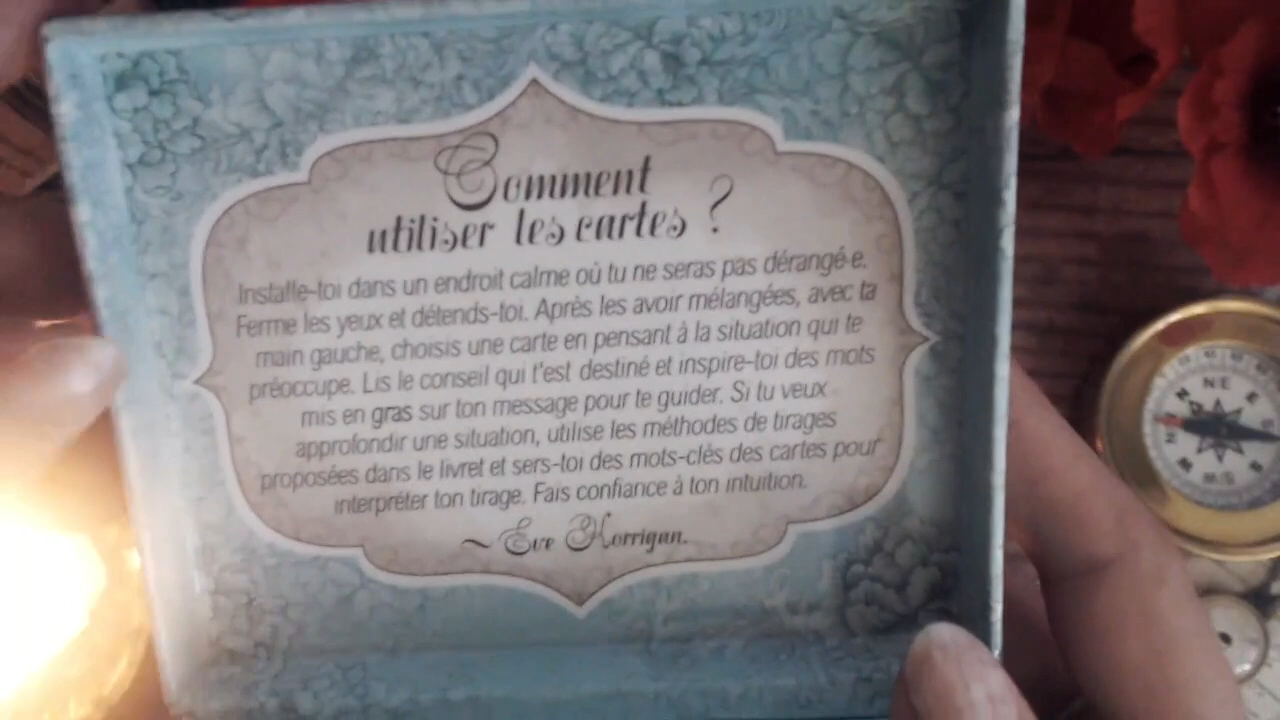 Comment
utiliser les cartes ?
Installe-toi dans un endroit calme où tu ne seras pas dérangé·e.
Ferme les yeux et détends-toi. Après les avoir mélangées, avec ta
main gauche, choisis une carte en pensant à la situation qui te
préoccupe. Lis le conseil qui t'est destiné et inspire-toi des mots
mis en gras sur ton message pour te guider. Si tu veux
approfondir une situation, utilise les méthodes de tirages
proposées dans le livret et sers-toi des mots-clés des cartes pour
interpréter ton tirage. Fais confiance à ton intuition.
~ Eve Korrigan.
N NE E
W SW S